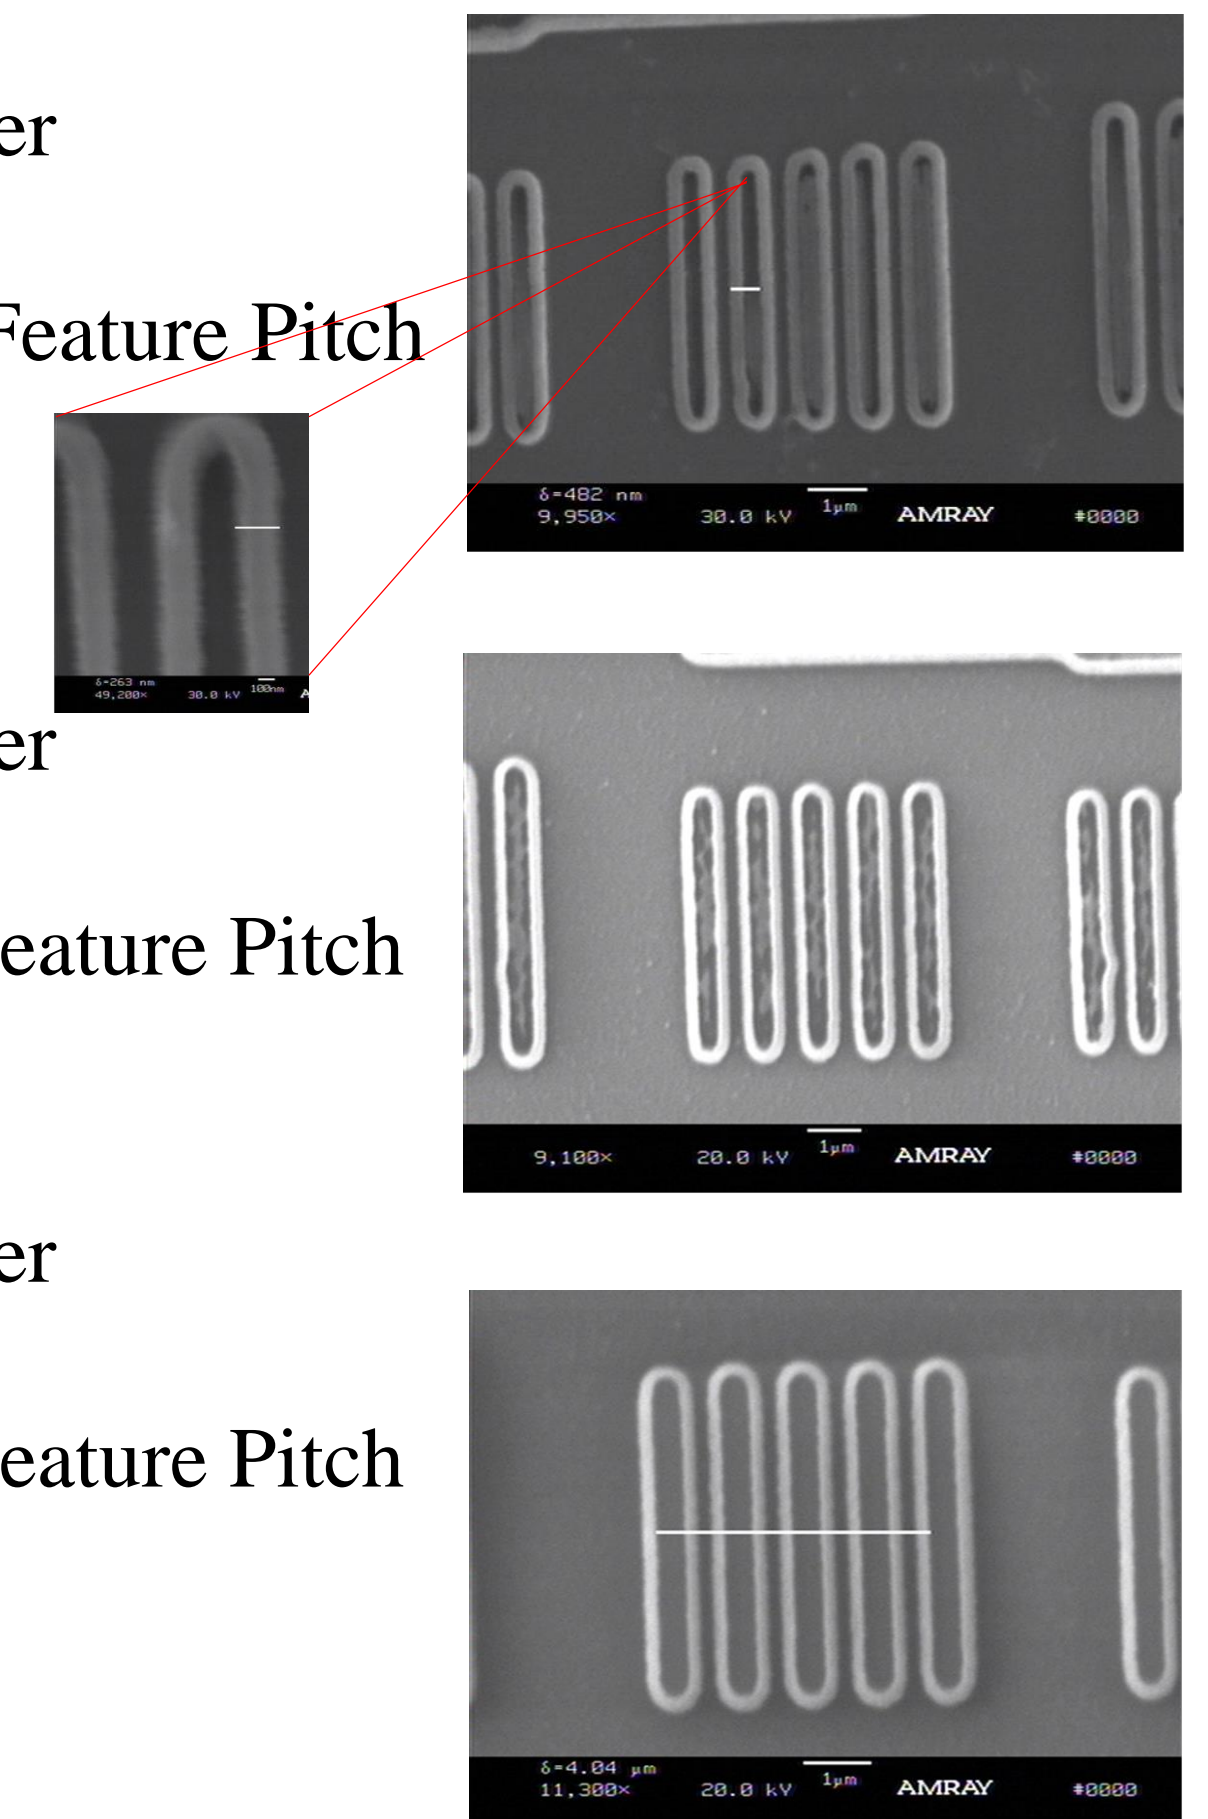 er
Feature Pitch
δ=482 nm
9,950× 30.0 kV 1µm AMRAY #0000
δ=263 nm
49,200× 30.0 kV 100nm A
er
eature Pitch
9,100× 20.0 kV 1µm AMRAY #0000
er
eature Pitch
δ=4.04 µm
11,300× 20.0 kV 1µm AMRAY #0000